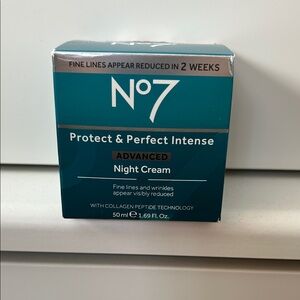 FINE LINES APPEAR REDUCED IN 2 WEEKS
No7
Protect & Perfect Intense
ADVANCED
Night Cream
Fine lines and wrinkles
appear visibly reduced
WITH COLLAGEN PEPTIDE TECHNOLOGY
50 ml ℮ 1.69 Fl. Oz.